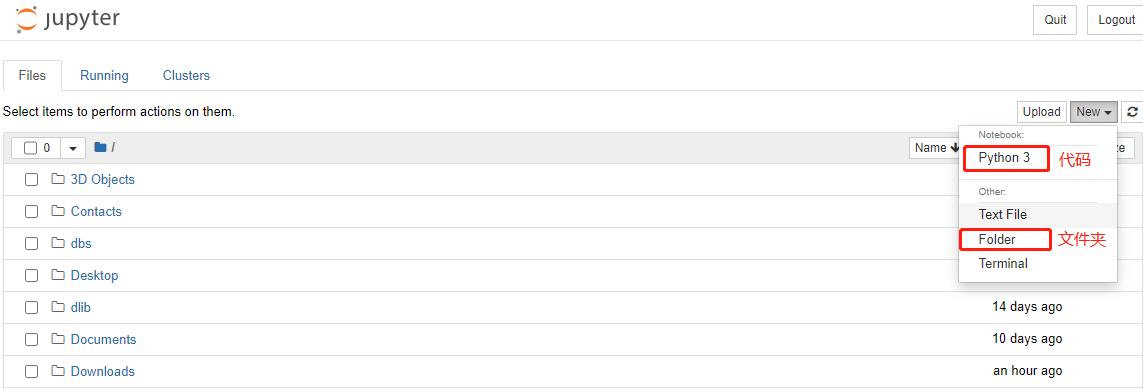 jupyter
Quit
Logout
Files
Running
Clusters
Select items to perform actions on them.
Upload
New
0
/
Name
Notebook:
Python 3
代码
Other:
Text File
Folder
文件夹
Terminal
3D Objects
Contacts
dbs
Desktop
dlib
14 days ago
Documents
10 days ago
Downloads
an hour ago